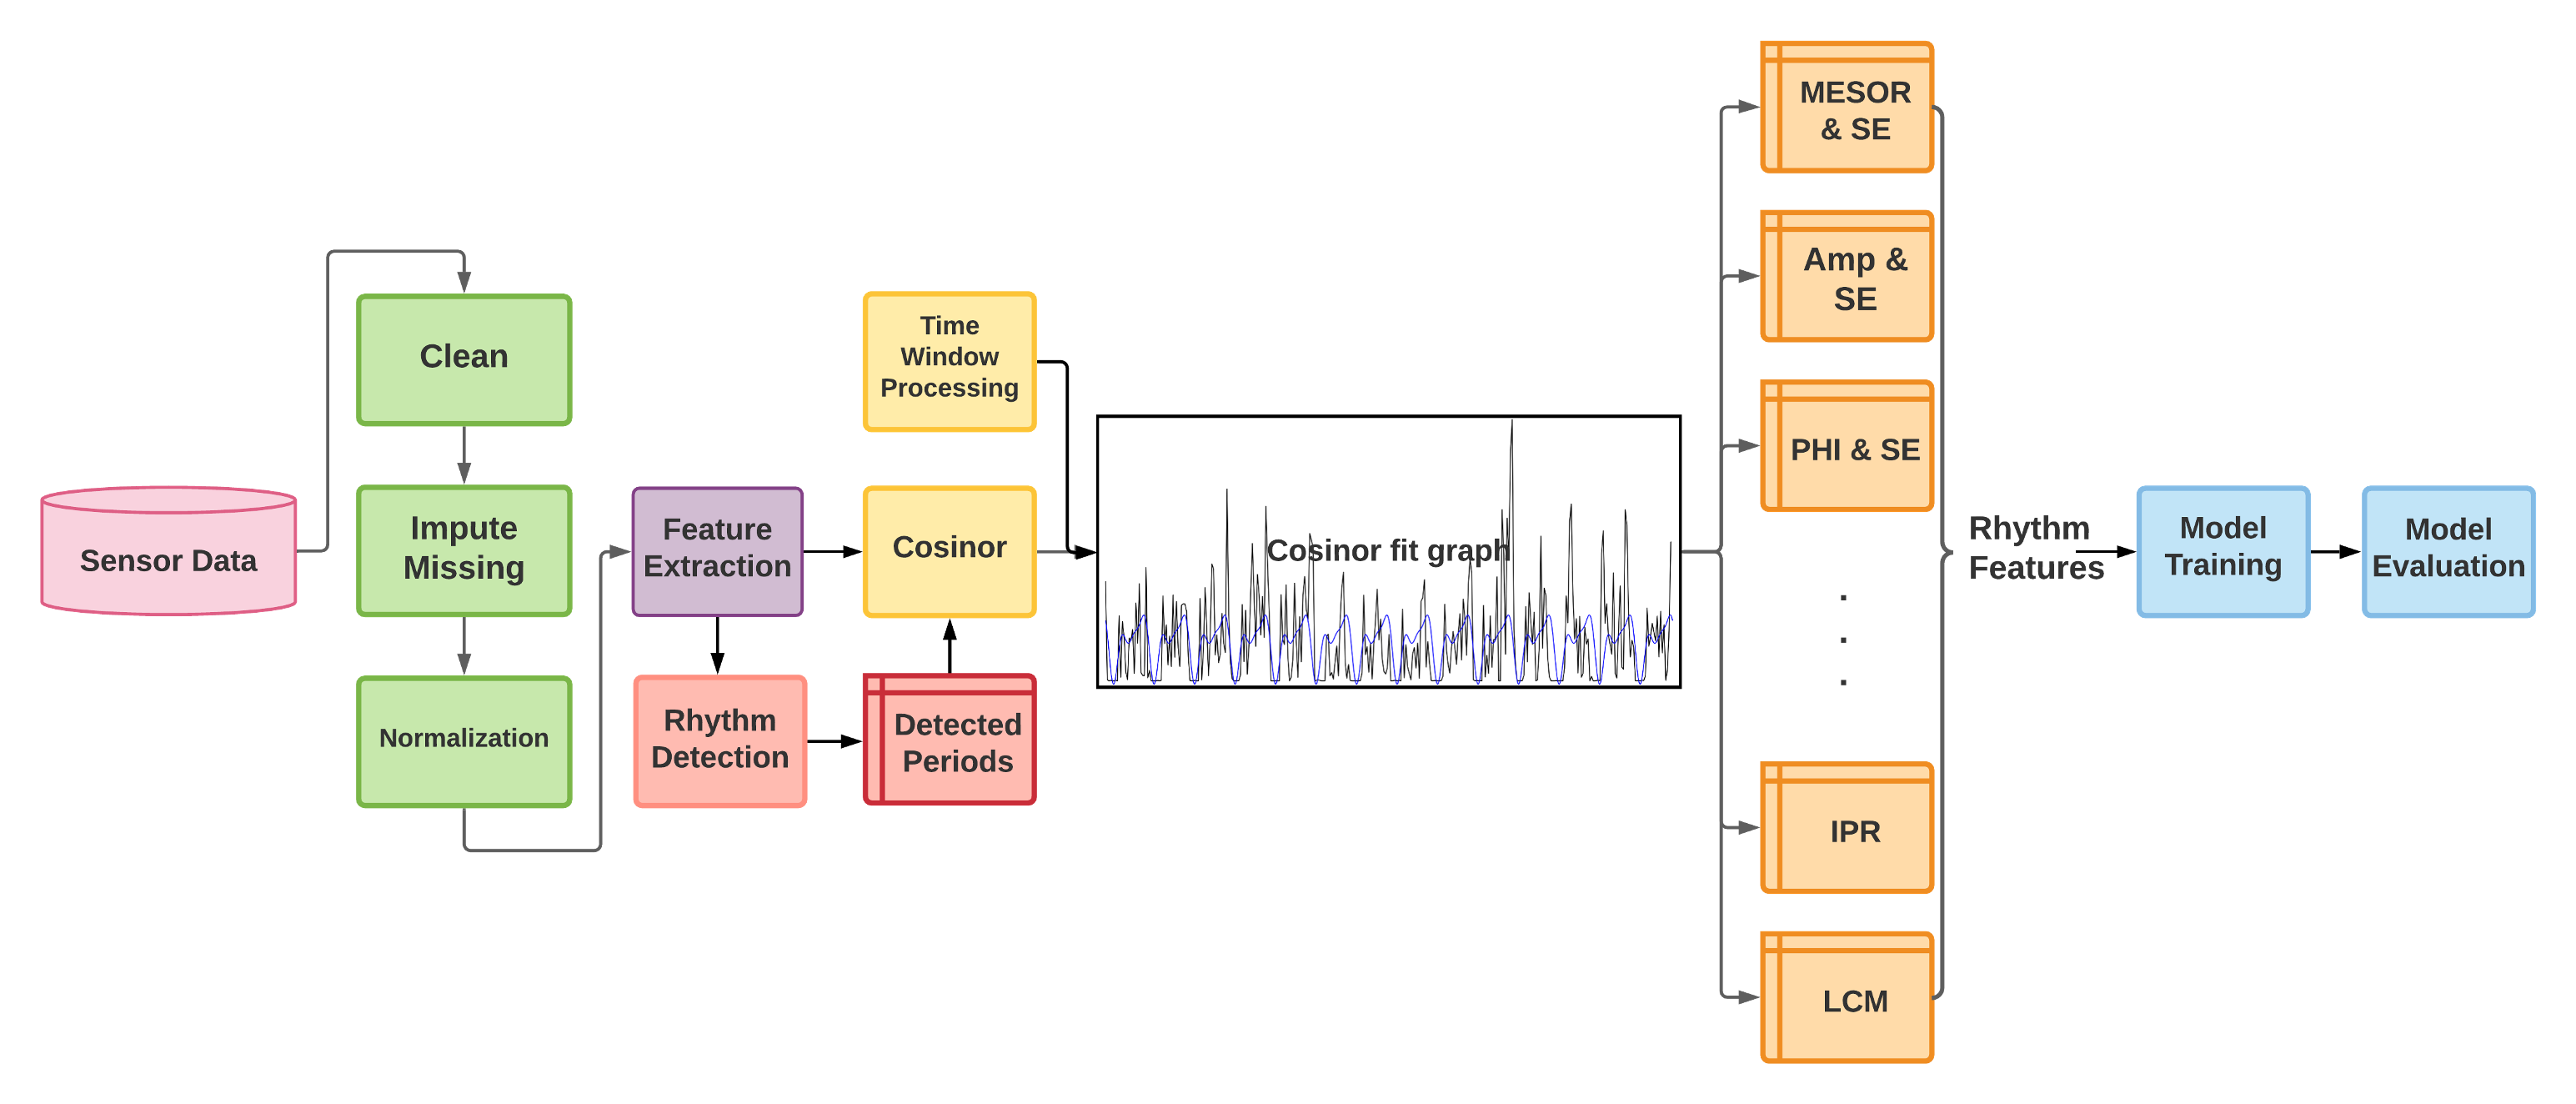 Sensor Data
Clean
Impute
Missing
Normalization
Feature
Extraction
Rhythm
Detection
Time
Window
Processing
Cosinor
Detected
Periods
Cosinor fit graph
MESOR
& SE
Amp &
SE
PHI & SE
.
.
.
IPR
LCM
Rhythm
Features
Model
Training
Model
Evaluation